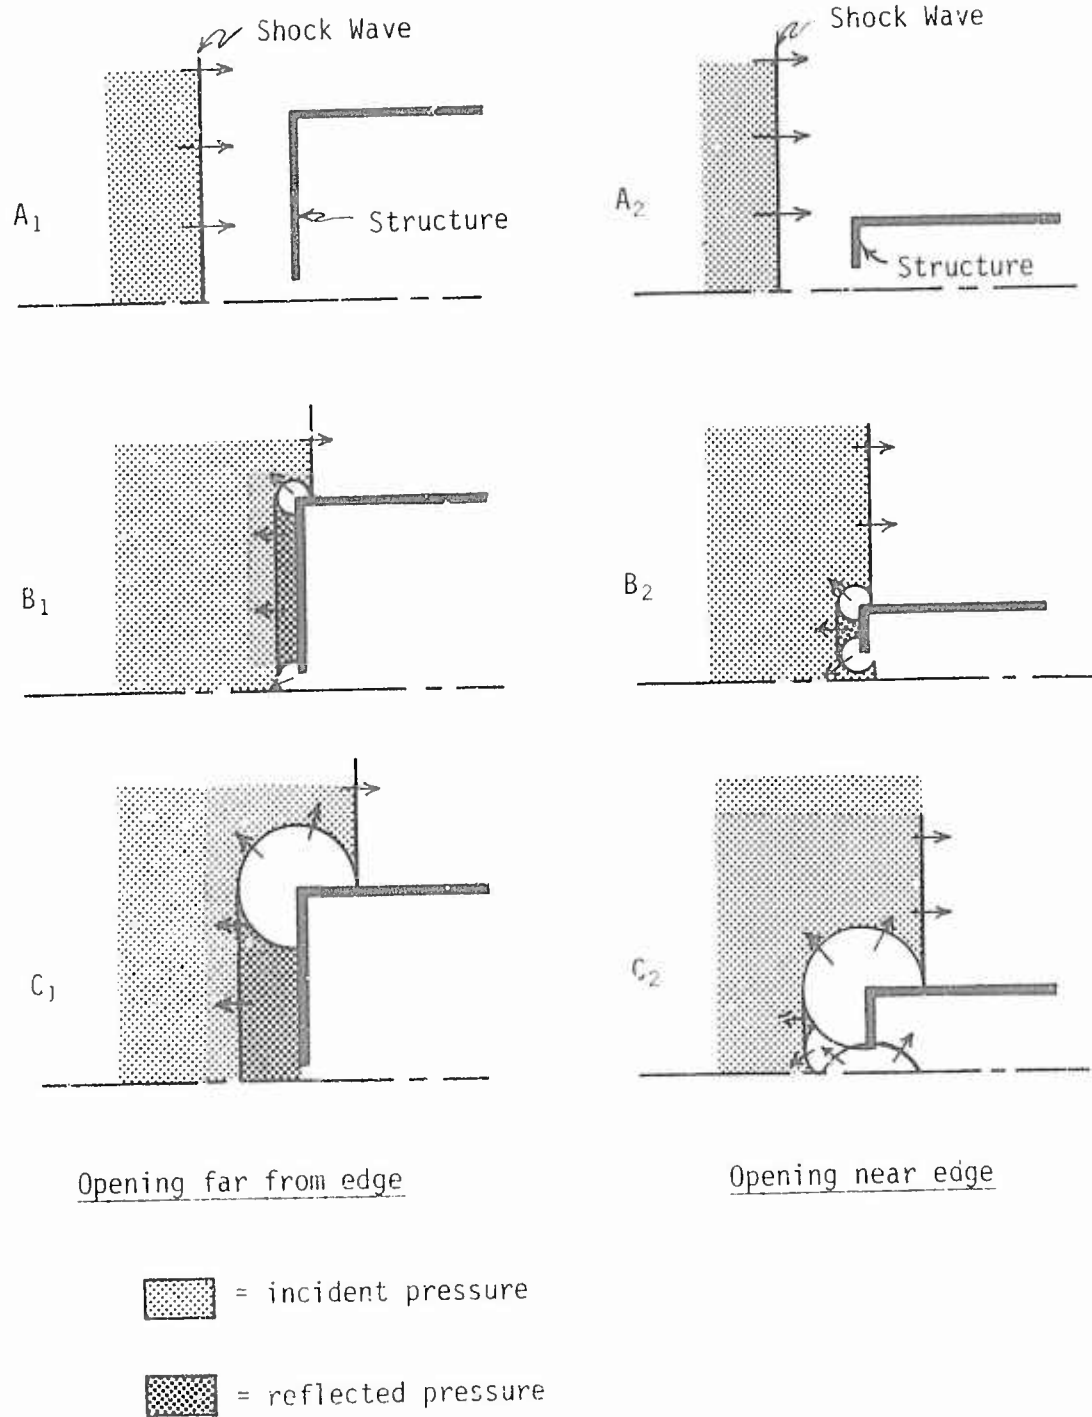 Shock Wave
Shock Wave
A1
Structure
A2
Structure
B1
B2
C1
C2
Opening far from edge
Opening near edge
= incident pressure
= reflected pressure